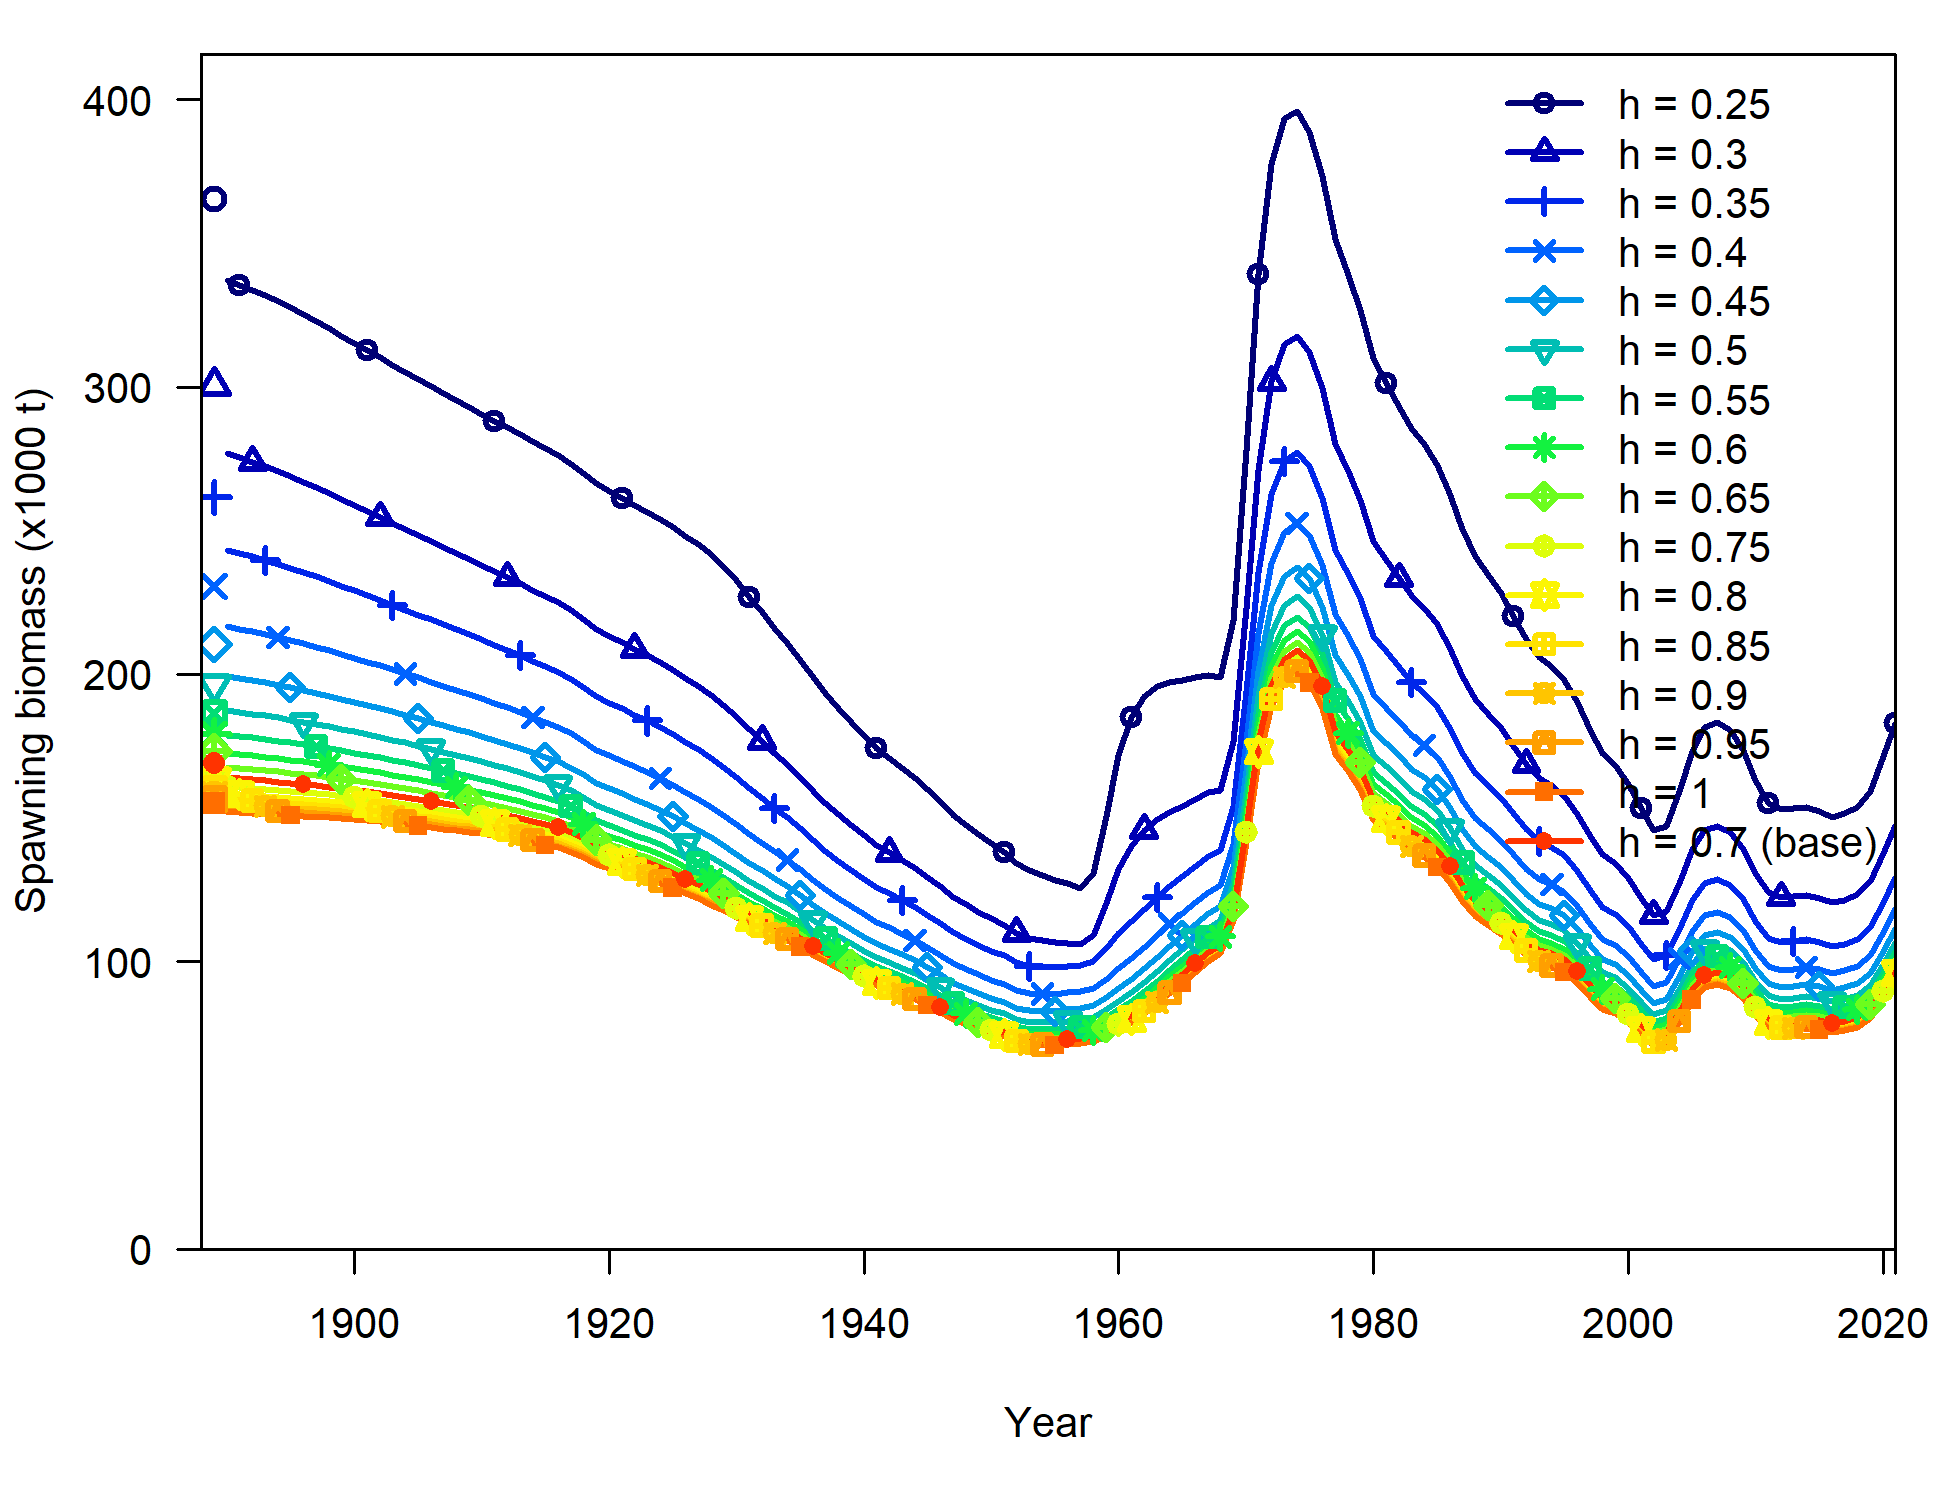 400
300
200
100
0
Spawning biomass (x1000 t)
h = 0.25
h = 0.3
h = 0.35
h = 0.4
h = 0.45
h = 0.5
h = 0.55
h = 0.6
h = 0.65
h = 0.75
h = 0.8
h = 0.85
h = 0.9
h = 0.95
h = 1
h = 0.7 (base)
1900 1920 1940 1960 1980 2000 2020
Year